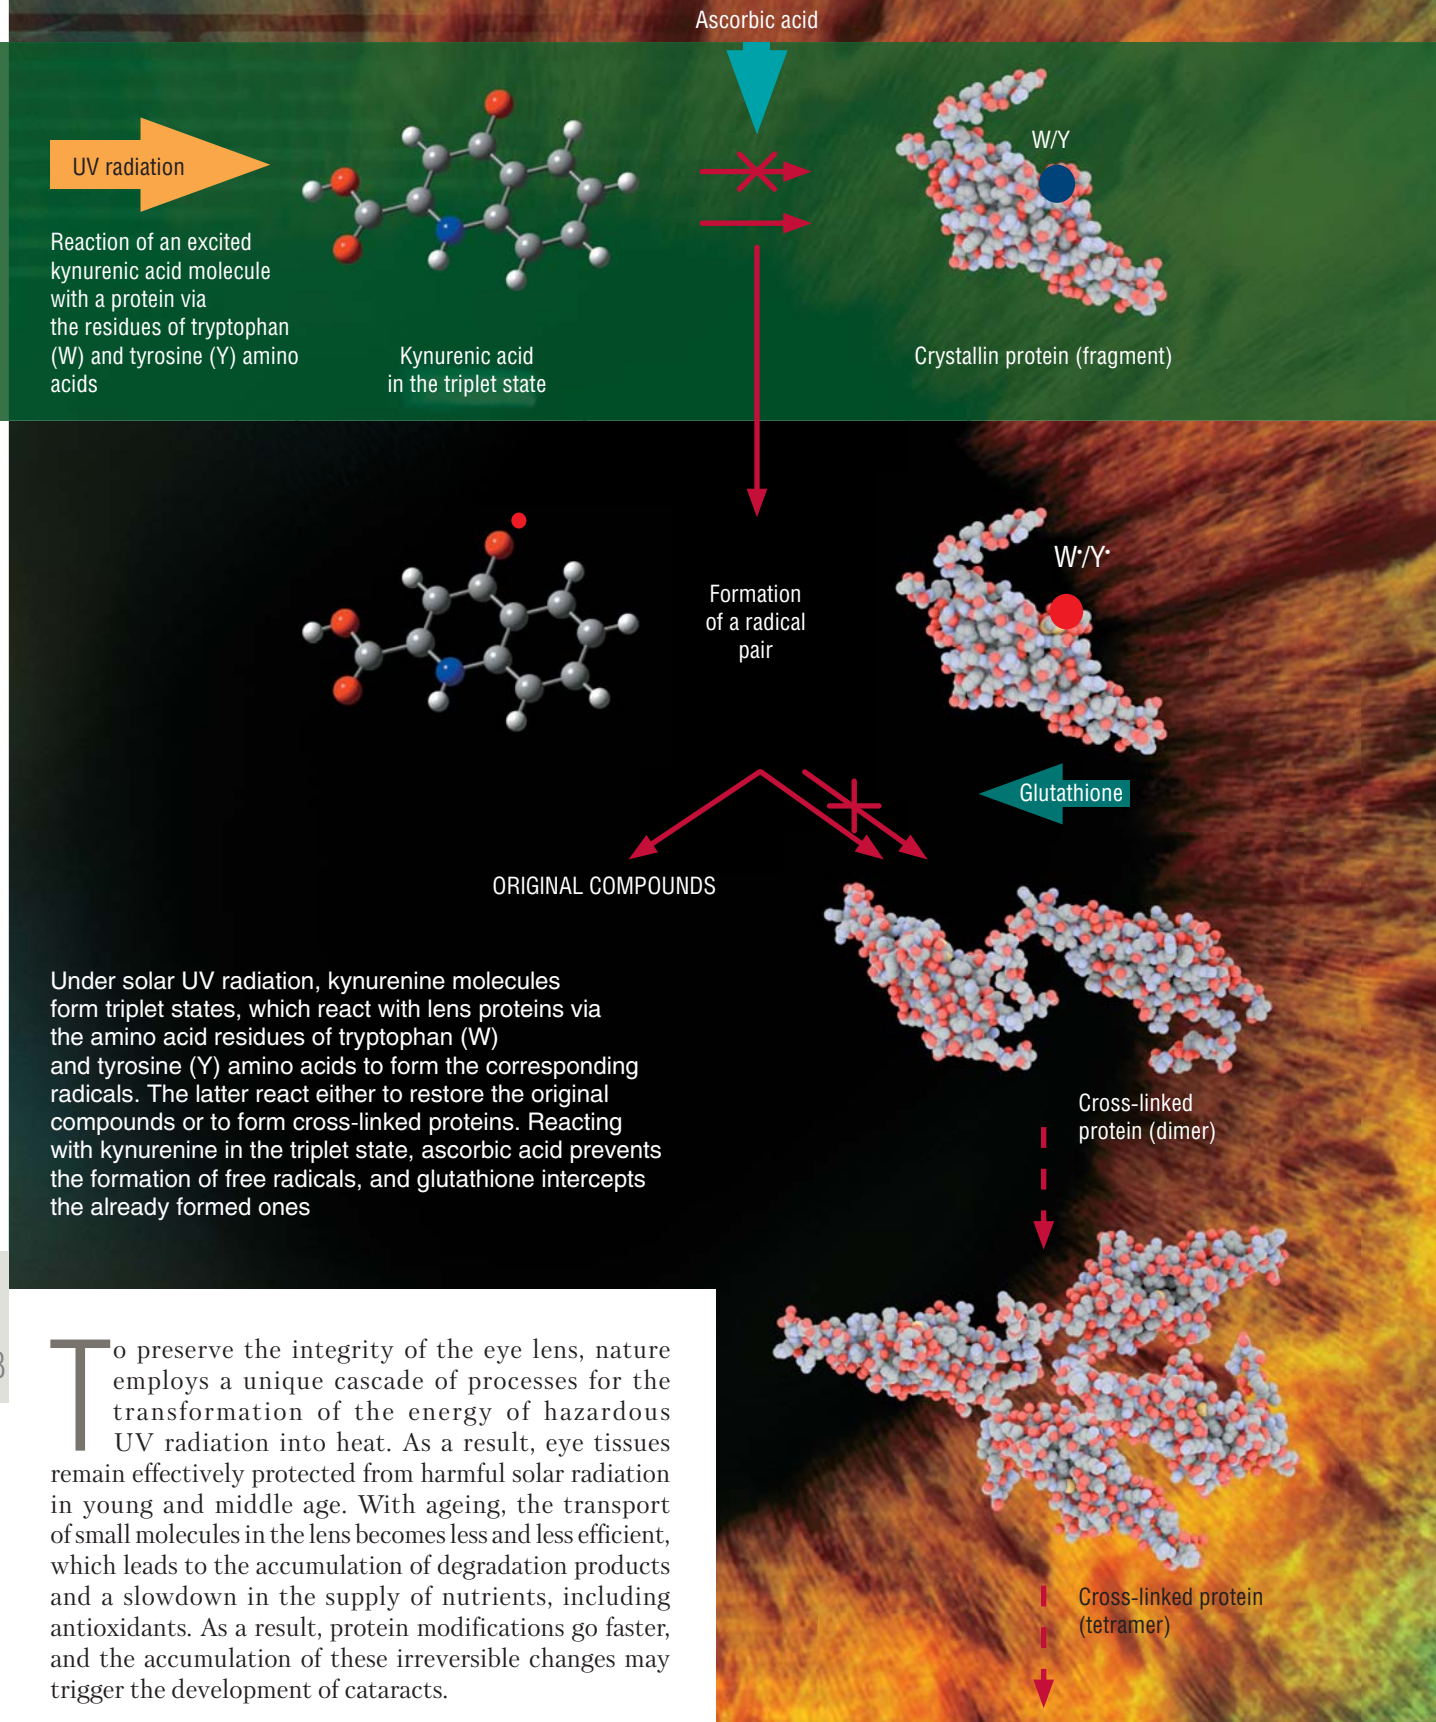 Ascorbic acid
UV radiation
W/Y
Reaction of an excited
kynurenic acid molecule
with a protein via
the residues of tryptophan
(W) and tyrosine (Y) amino
acids
Kynurenic acid
in the triplet state
Crystallin protein (fragment)
W•/Y•
Formation
of a radical
pair
Glutathione
ORIGINAL COMPOUNDS
Under solar UV radiation, kynurenine molecules
form triplet states, which react with lens proteins via
the amino acid residues of tryptophan (W)
and tyrosine (Y) amino acids to form the corresponding
radicals. The latter react either to restore the original
compounds or to form cross-linked proteins. Reacting
with kynurenine in the triplet state, ascorbic acid prevents
the formation of free radicals, and glutathione intercepts
the already formed ones
Cross-linked
protein (dimer)
To preserve the integrity of the eye lens, nature
employs a unique cascade of processes for the
transformation of the energy of hazardous
UV radiation into heat. As a result, eye tissues
remain effectively protected from harmful solar radiation
in young and middle age. With ageing, the transport
of small molecules in the lens becomes less and less efficient,
which leads to the accumulation of degradation products
and a slowdown in the supply of nutrients, including
antioxidants. As a result, protein modifications go faster,
and the accumulation of these irreversible changes may
trigger the development of cataracts.
Cross-linked protein
(tetramer)